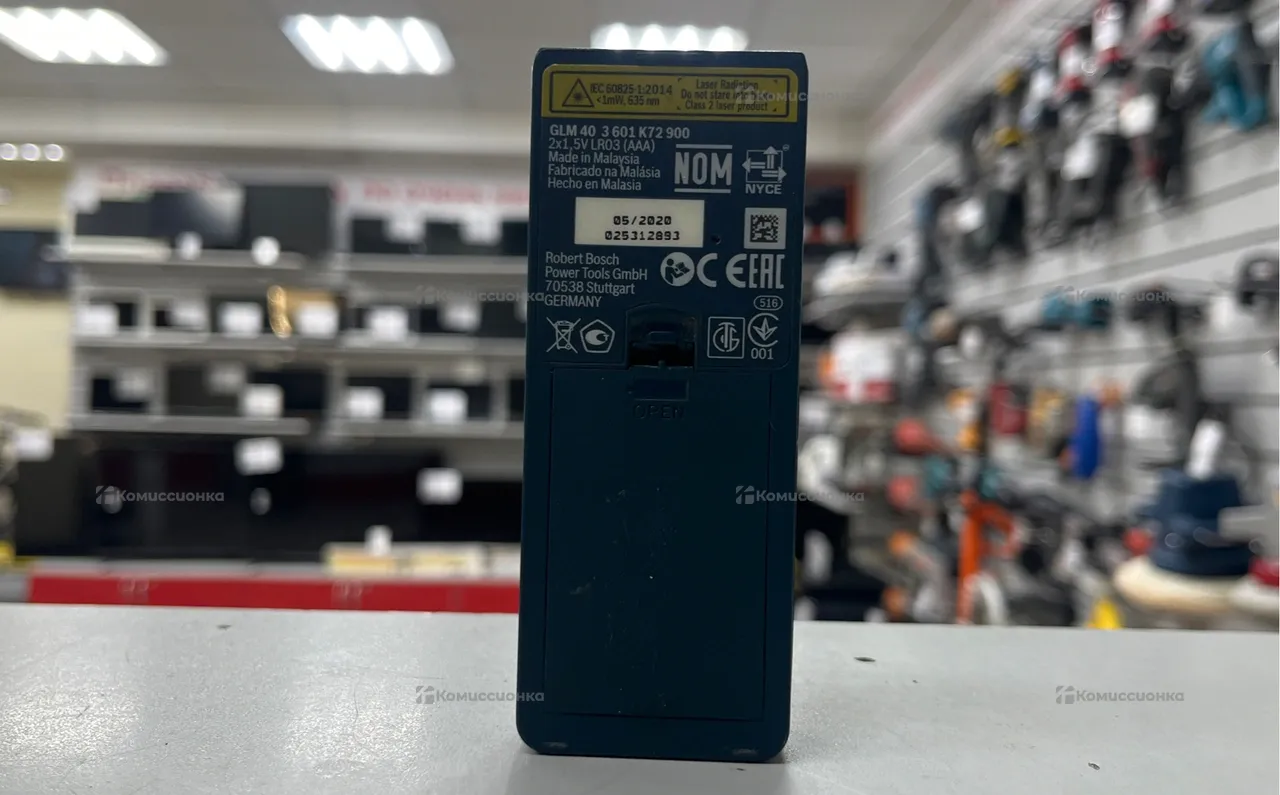 IEC 60825-1:2014
<1mW, 635 nm
Laser Radiation
Do not stare into beam
Class 2 laser product
GLM 40 3 601 K72 900
2x1,5V LR03 (AAA)
Made in Malaysia
Fabricado na Malásia
Hecho en Malasia
NOM
NYCE
05/2020
025312893
Robert Bosch
Power Tools GmbH
70538 Stuttgart
GERMANY
CE
EAC
516
001
OPEN
Комиссионка
Комиссионка
Комиссионка
Комиссионка
Комиссионка
Комиссионка
Комиссионка